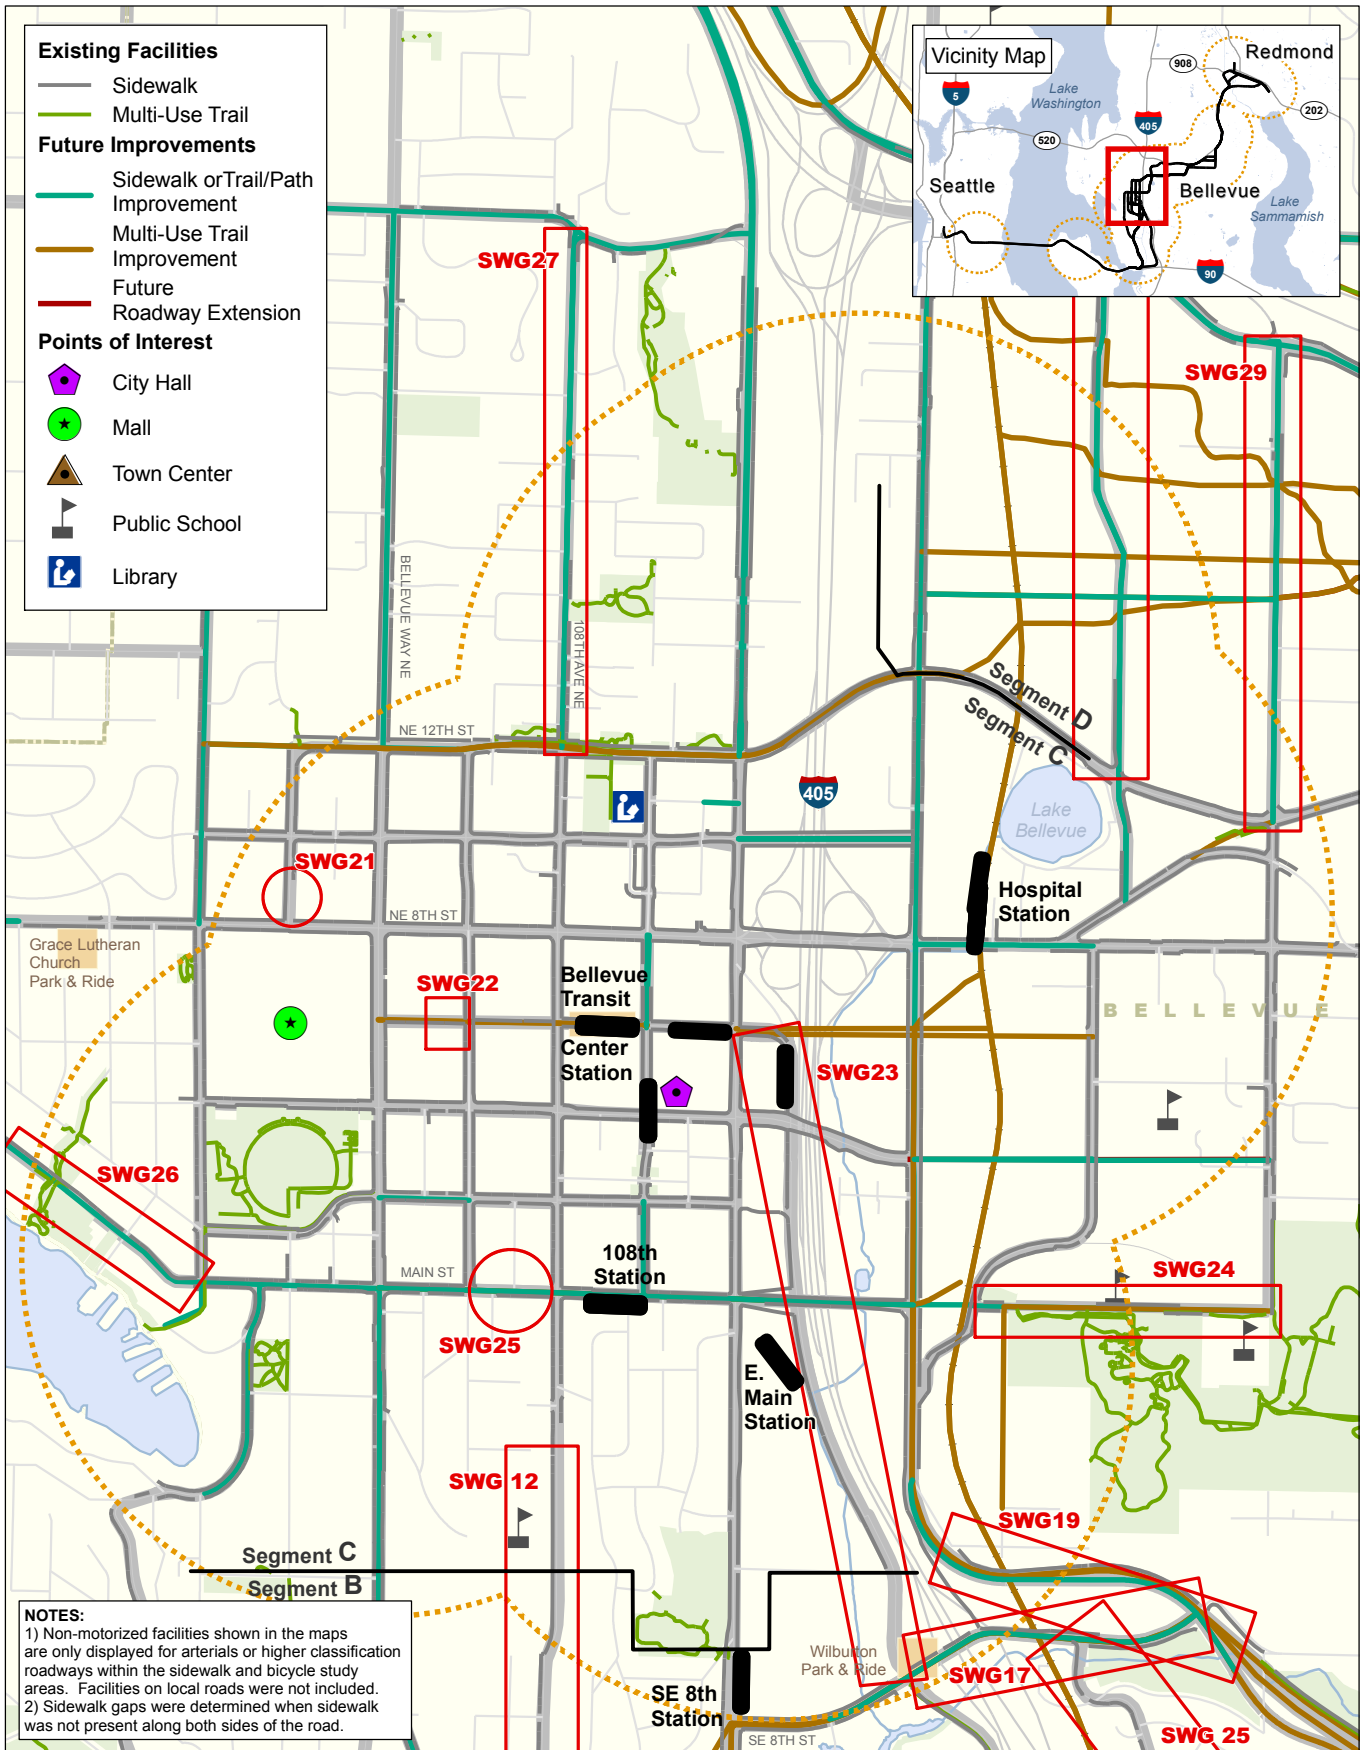 Existing Facilities
Sidewalk
Multi-Use Trail
Future Improvements
Sidewalk orTrail/Path
Improvement
Multi-Use Trail
Improvement
Future
Roadway Extension
Points of Interest
City Hall
Mall
Town Center
Public School
Library
Vicinity Map
Redmond
908
Lake
Washington
5
202
405
520
Seattle
Bellevue
Lake
Sammamish
90
SWG27
SWG29
BELLEVUE WAY NE
108TH AVE NE
Segment D
Segment C
NE 12TH ST
405
Lake
Bellevue
SWG21
Hospital
Station
NE 8TH ST
Grace Lutheran
Church
Park & Ride
Bellevue
Transit
Center
Station
SWG22
BELLEVUE
SWG23
SWG26
108th
Station
MAIN ST
SWG24
SWG25
E.
Main
Station
SWG 12
SWG19
Segment C
Segment B
Wilburton
Park & Ride
SWG17
SE 8th
Station
SE 8TH ST
SWG 25
NOTES:
1) Non-motorized facilities shown in the maps
are only displayed for arterials or higher classification
roadways within the sidewalk and bicycle study
areas. Facilities on local roads were not included.
2) Sidewalk gaps were determined when sidewalk
was not present along both sides of the road.